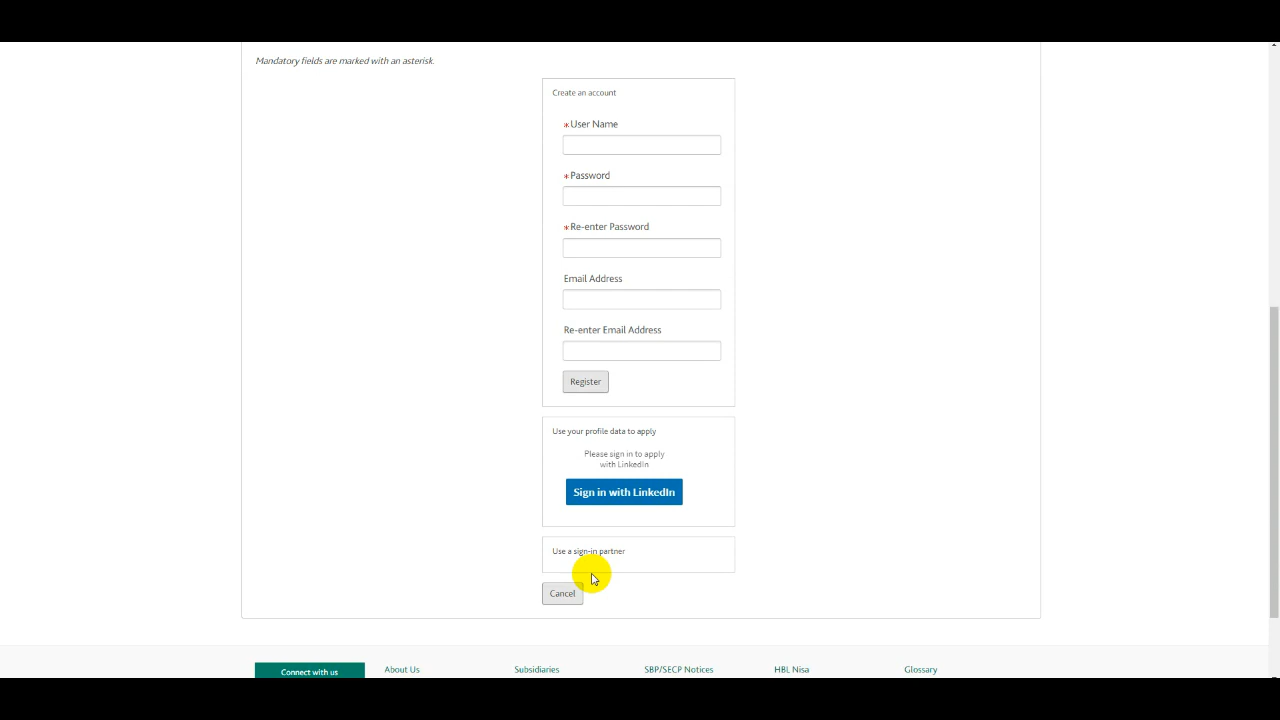 Mandatory fields are marked with an asterisk.
Create an account
*User Name
*Password
*Re-enter Password
Email Address
Re-enter Email Address
Register
Use your profile data to apply
Please sign in to apply
with LinkedIn
Sign in with LinkedIn
Use a sign-in partner
Cancel
Connect with us
About Us
Subsidiaries
SBP/SECP Notices
HBL Nisa
Glossary